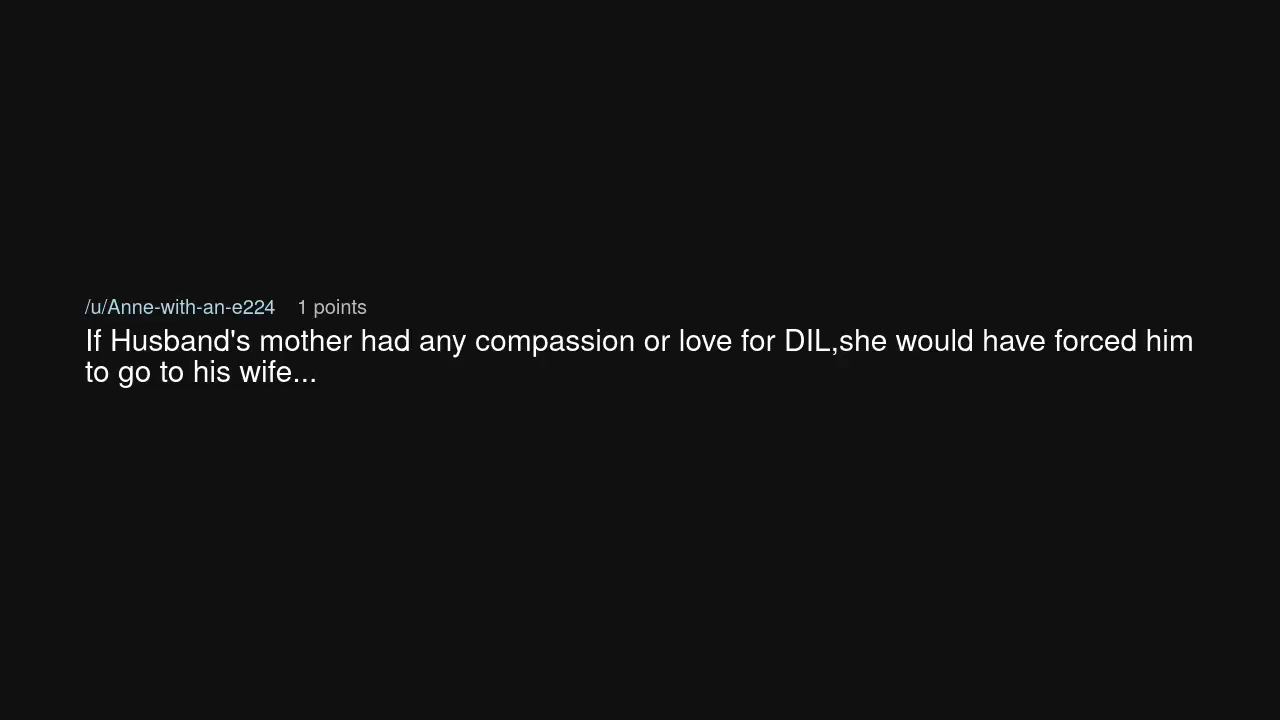 /u/Anne-with-an-e224 1 points
If Husband's mother had any compassion or love for DIL,she would have forced him
to go to his wife...